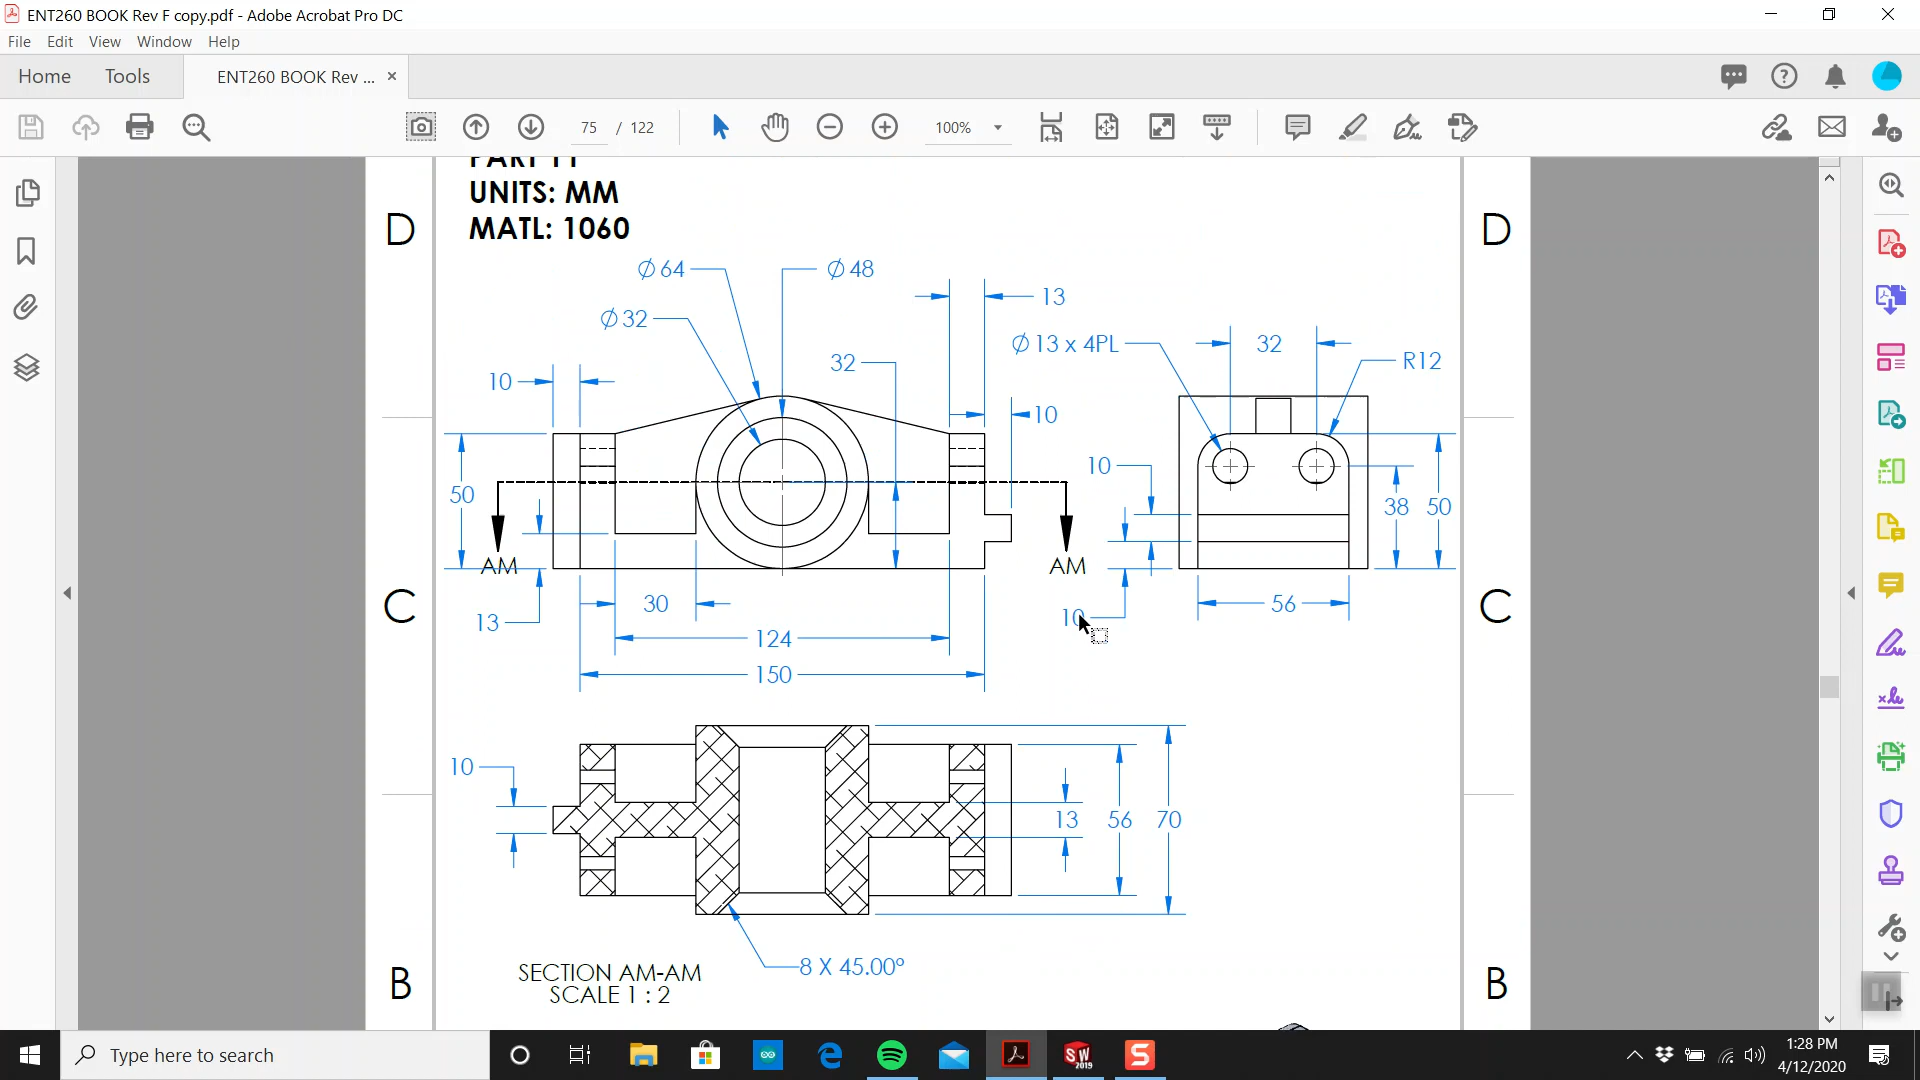 ENT260 BOOK Rev F copy.pdf - Adobe Acrobat Pro DC
File Edit View Window Help
Home Tools ENT260 BOOK Rev ... ×
75 / 122 100%
PART 11
UNITS: MM
MATL: 1060
D D
∅64 ∅48
13
∅32
∅13 x 4PL 32
32 R12
10
10
10
50 38 50
AM AM
C C
30 56
13 10
124
150
10
13 56 70
8 X 45.00°
SECTION AM-AM
SCALE 1 : 2
B B
Type here to search
SW
2019
S
1:28 PM
4/12/2020